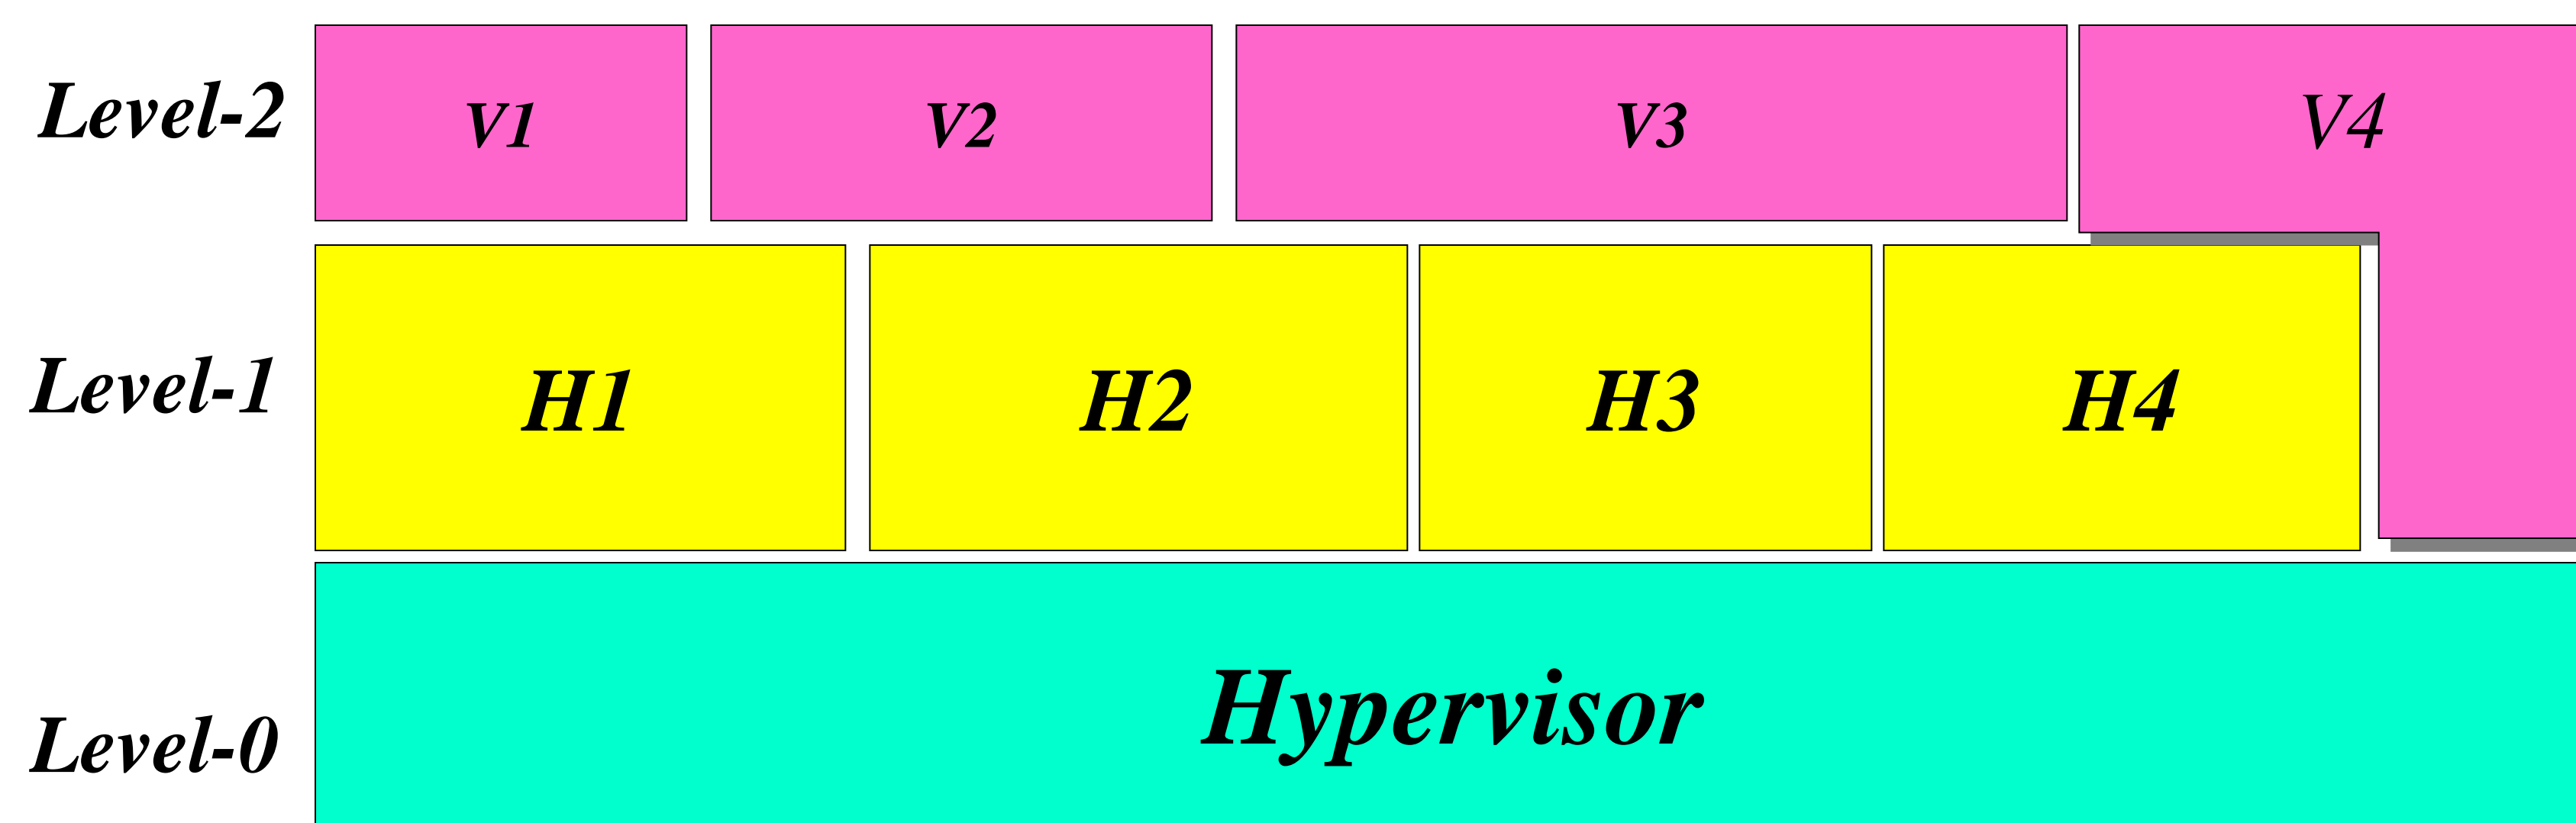 Level-2 V1 V2 V3 V4
Level-1 H1 H2 H3 H4
Level-0 Hypervisor